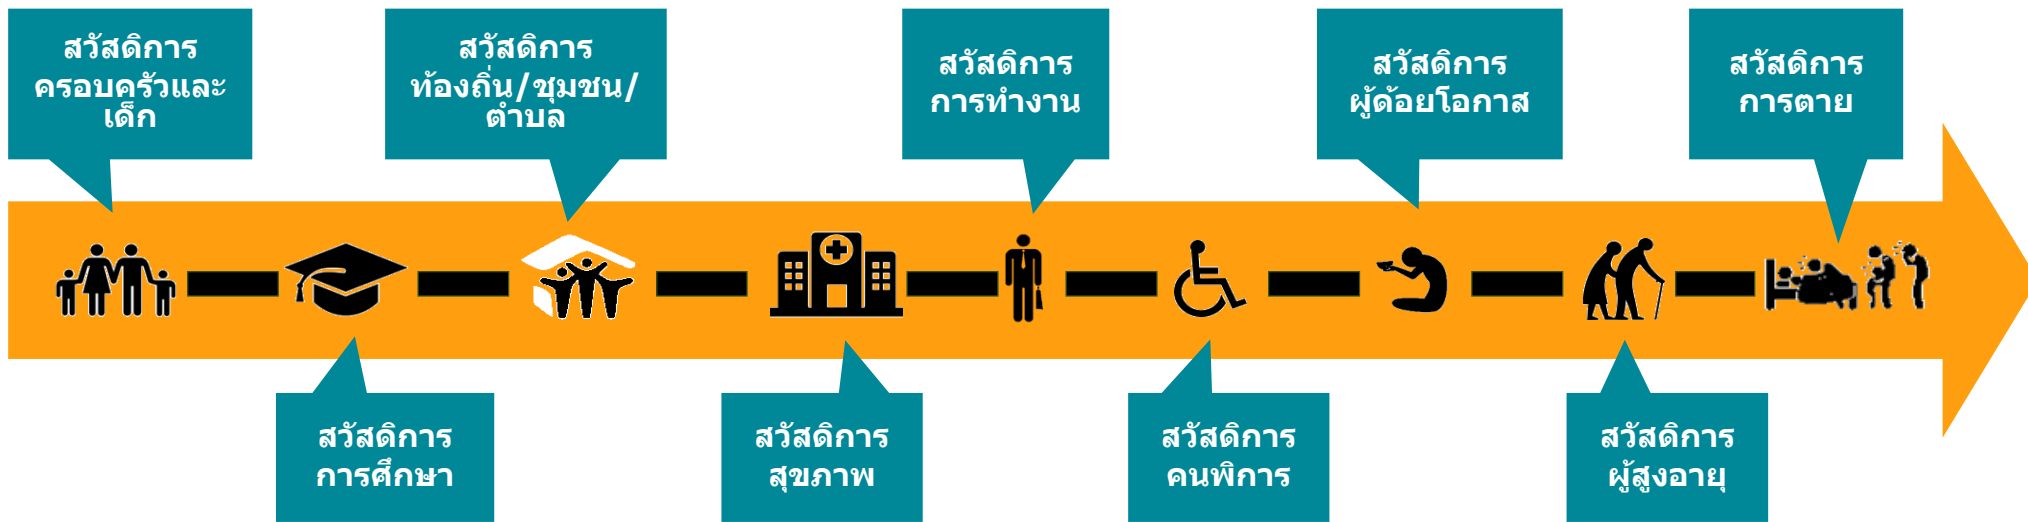 สวัสดิการ
ครอบครัวและ
เด็ก
สวัสดิการ
ท้องถิ่น/ชุมชน/
ตำบล
สวัสดิการ
การทำงาน
สวัสดิการ
ผู้ด้อยโอกาส
สวัสดิการ
การตาย
สวัสดิการ
การศึกษา
สวัสดิการ
สุขภาพ
สวัสดิการ
คนพิการ
สวัสดิการ
ผู้สูงอายุ